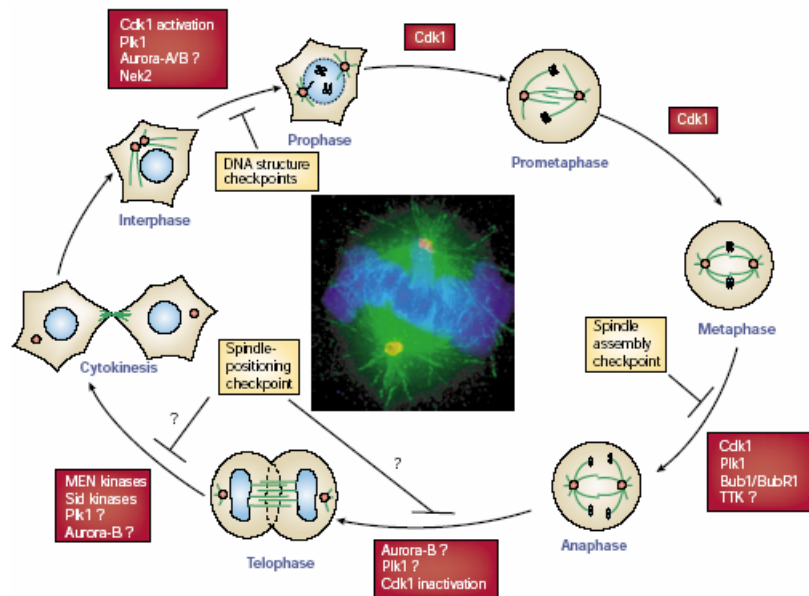 Cdk1 activation
Plk1
Aurora-A/B ?
Nek2
Cdk1
Prophase
Prometaphase
Cdk1
DNA structure
checkpoints
Interphase
Metaphase
Spindle
assembly
checkpoint
Cytokinesis
Spindle-
positioning
checkpoint
?
?
MEN kinases
Sid kinases
Plk1 ?
Aurora-B ?
Telophase
Aurora-B ?
Plk1 ?
Cdk1 inactivation
Anaphase
Cdk1
Plk1
Bub1/BubR1
TTK ?